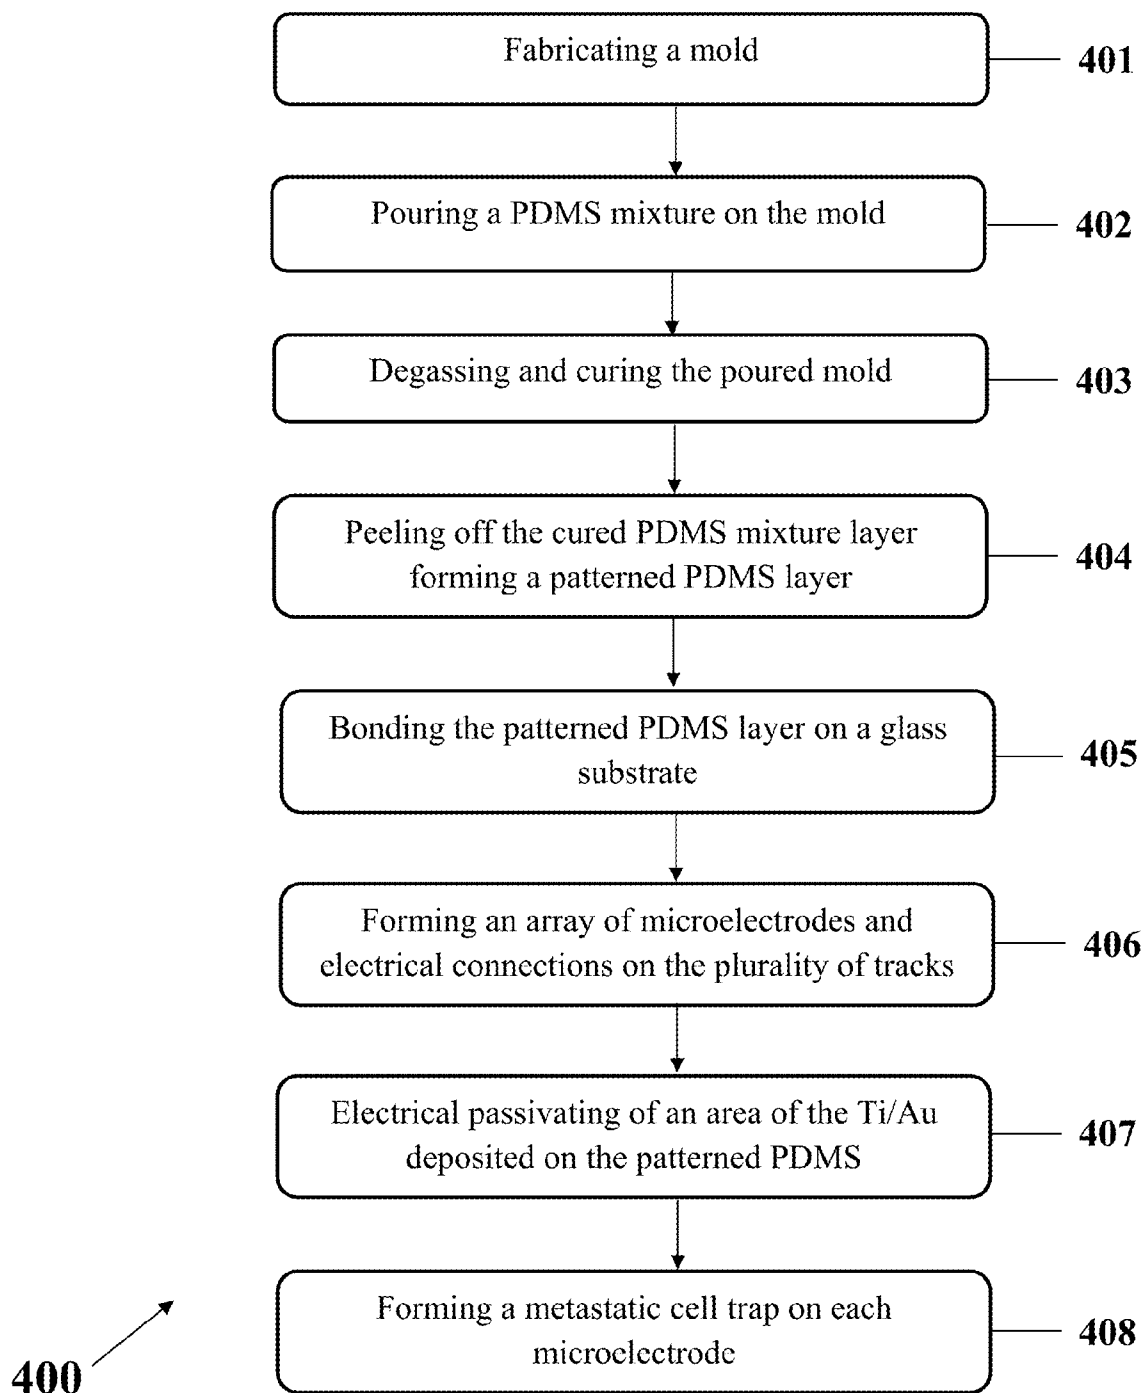 Fabricating a mold
401
Pouring a PDMS mixture on the mold
402
Degassing and curing the poured mold
403
Peeling off the cured PDMS mixture layer
forming a patterned PDMS layer
404
Bonding the patterned PDMS layer on a glass
substrate
405
Forming an array of microelectrodes and
electrical connections on the plurality of tracks
406
Electrical passivating of an area of the Ti/Au
deposited on the patterned PDMS
407
Forming a metastatic cell trap on each
microelectrode
408
400